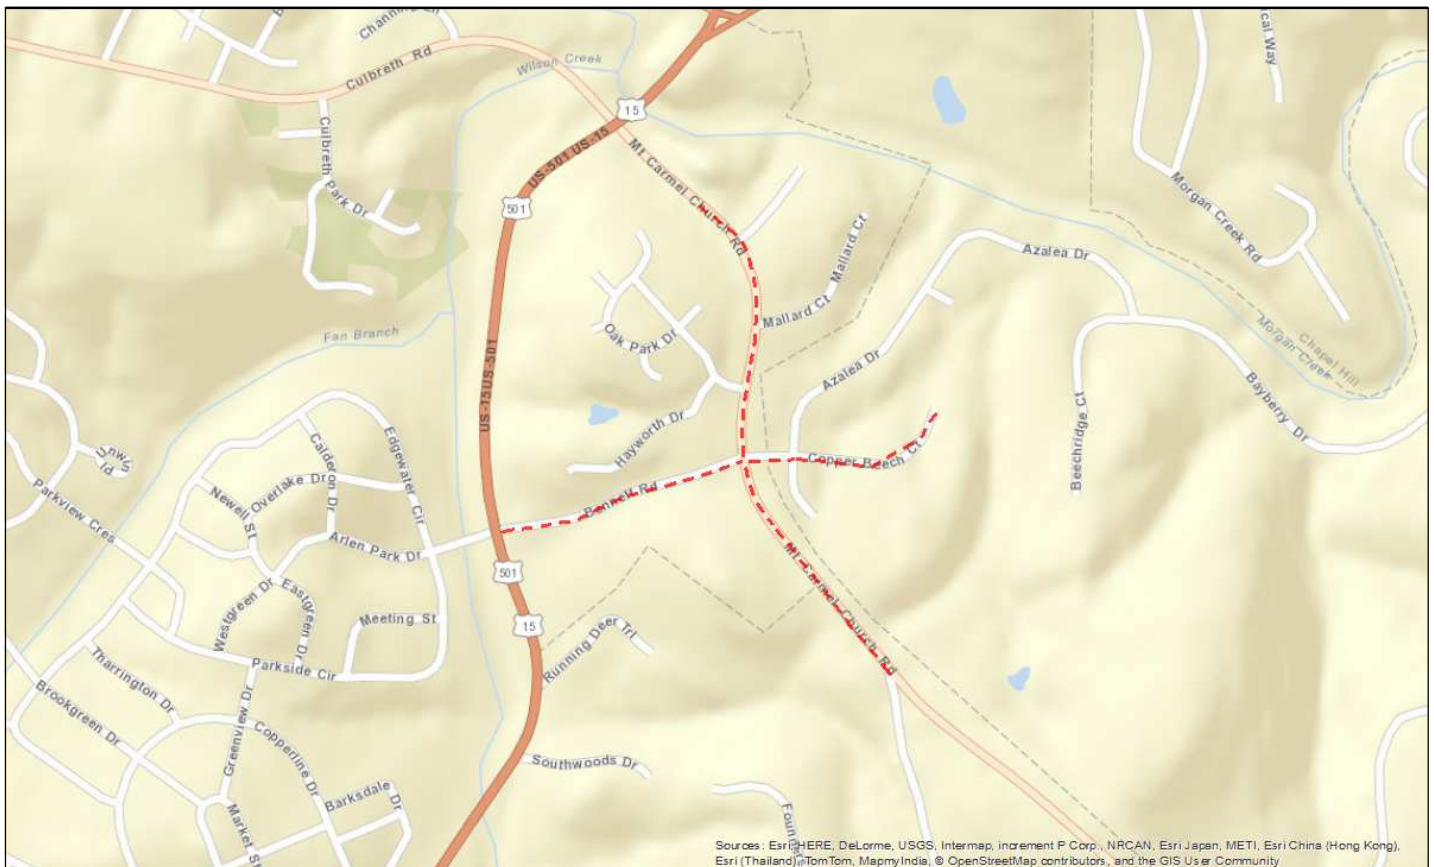 Channing Ln
Culbreth Rd
Wilson Creek
15
US-501 US-15
501
Mt Carmel Church Rd
Culbreth Park Dr
Morgan Creek Rd
Mallard Ct
Mallard Ct
Azalea Dr
Azalea Dr
Fan Branch
Oak Park Dr
US-15US-501
Chapel Hill
Morgan Creek
Bayberry Dr
Beechridge Ct
Hayworth Dr
Copper Beech Ct
Bennett Rd
Edgewater Cir
Calderon Dr
Overlake Dr
Newell St
Arlen Park Dr
Parkview Cres
501
Mt Carmel Church Rd
Westgreen Dr
Eastgreen Dr
Meeting St
15
Parkside Cir
Running Deer Trl
Tharrington Dr
Brookgreen Dr
Greenview Dr
Copperline Dr
Southwoods Dr
Barksdale Dr
Market St
Sources: Esri, HERE, DeLorme, USGS, Intermap, increment P Corp., NRCAN, Esri Japan, METI, Esri China (Hong Kong),
Esri (Thailand), TomTom, MapmyIndia, © OpenStreetMap contributors, and the GIS User Community